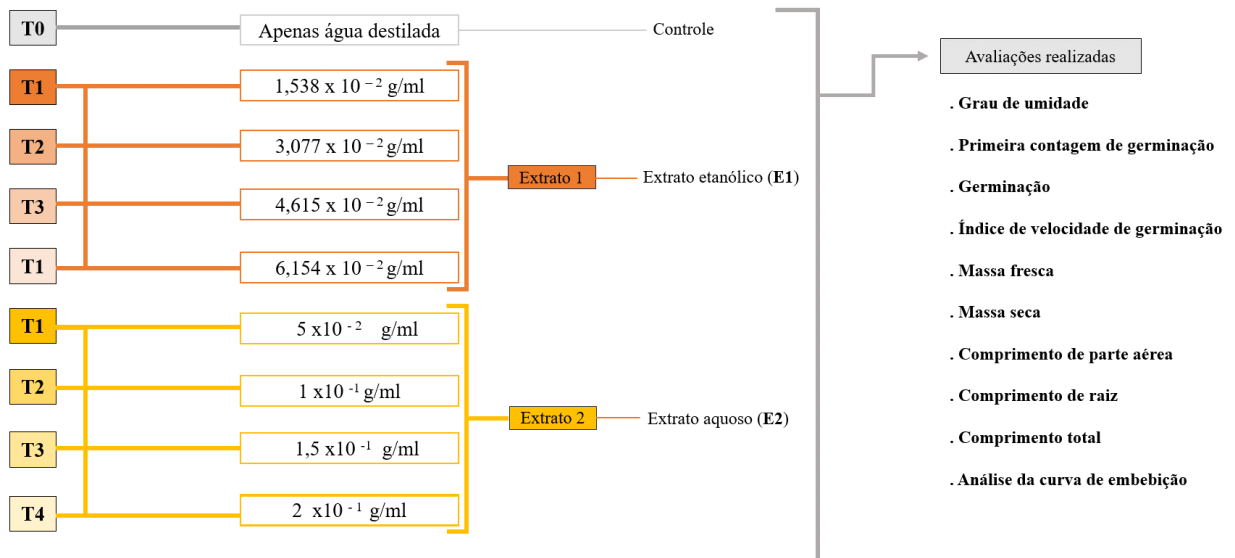 T0
Apenas água destilada
Controle
T1
1,538 x 10 – 2 g/ml
T2
3,077 x 10 – 2 g/ml
T3
4,615 x 10 – 2 g/ml
T1
6,154 x 10 – 2 g/ml
Extrato 1
Extrato etanólico (E1)
T1
5 x10 - 2 g/ml
T2
1 x10 -1 g/ml
T3
1,5 x10 -1 g/ml
T4
2 x10 - 1 g/ml
Extrato 2
Extrato aquoso (E2)
Avaliações realizadas
. Grau de umidade
. Primeira contagem de germinação
. Germinação
. Índice de velocidade de germinação
. Massa fresca
. Massa seca
. Comprimento de parte aérea
. Comprimento de raiz
. Comprimento total
. Análise da curva de embebição